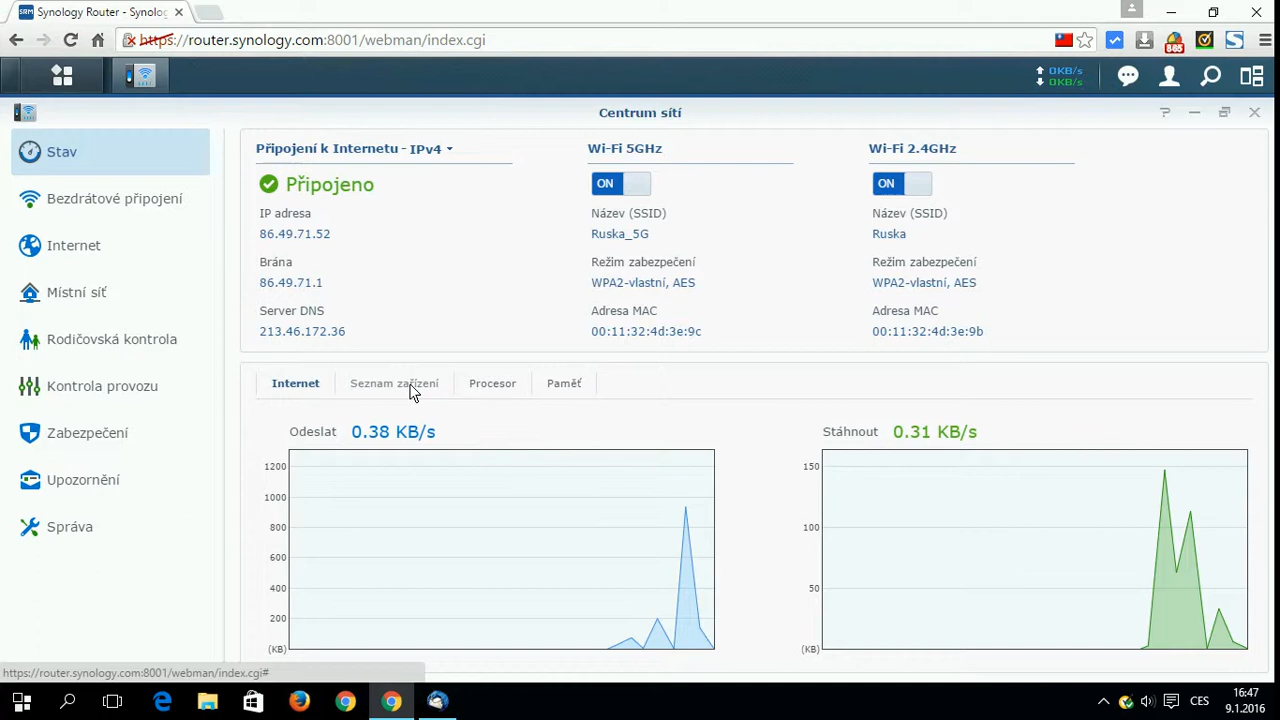 Synology Router - Synolog
https://router.synology.com:8001/webman/index.cgi
885
0KB/s
0KB/s
Centrum sítí
Stav
Bezdrátové připojení
Internet
Místní síť
Rodičovská kontrola
Kontrola provozu
Zabezpečení
Upozornění
Správa
Připojení k Internetu - IPv4
Připojeno
IP adresa
86.49.71.52
Brána
86.49.71.1
Server DNS
213.46.172.36
Wi-Fi 5GHz
ON
Název (SSID)
Ruska_5G
Režim zabezpečení
WPA2-vlastní, AES
Adresa MAC
00:11:32:4d:3e:9c
Wi-Fi 2.4GHz
ON
Název (SSID)
Ruska
Režim zabezpečení
WPA2-vlastní, AES
Adresa MAC
00:11:32:4d:3e:9b
Internet Seznam zařízení Procesor Paměť
Odeslat 0.38 KB/s
1200
1000
800
600
400
200
(KB)
Stáhnout 0.31 KB/s
150
100
50
(KB)
https://router.synology.com:8001/webman/index.cgi#
CES
16:47
9.1.2016